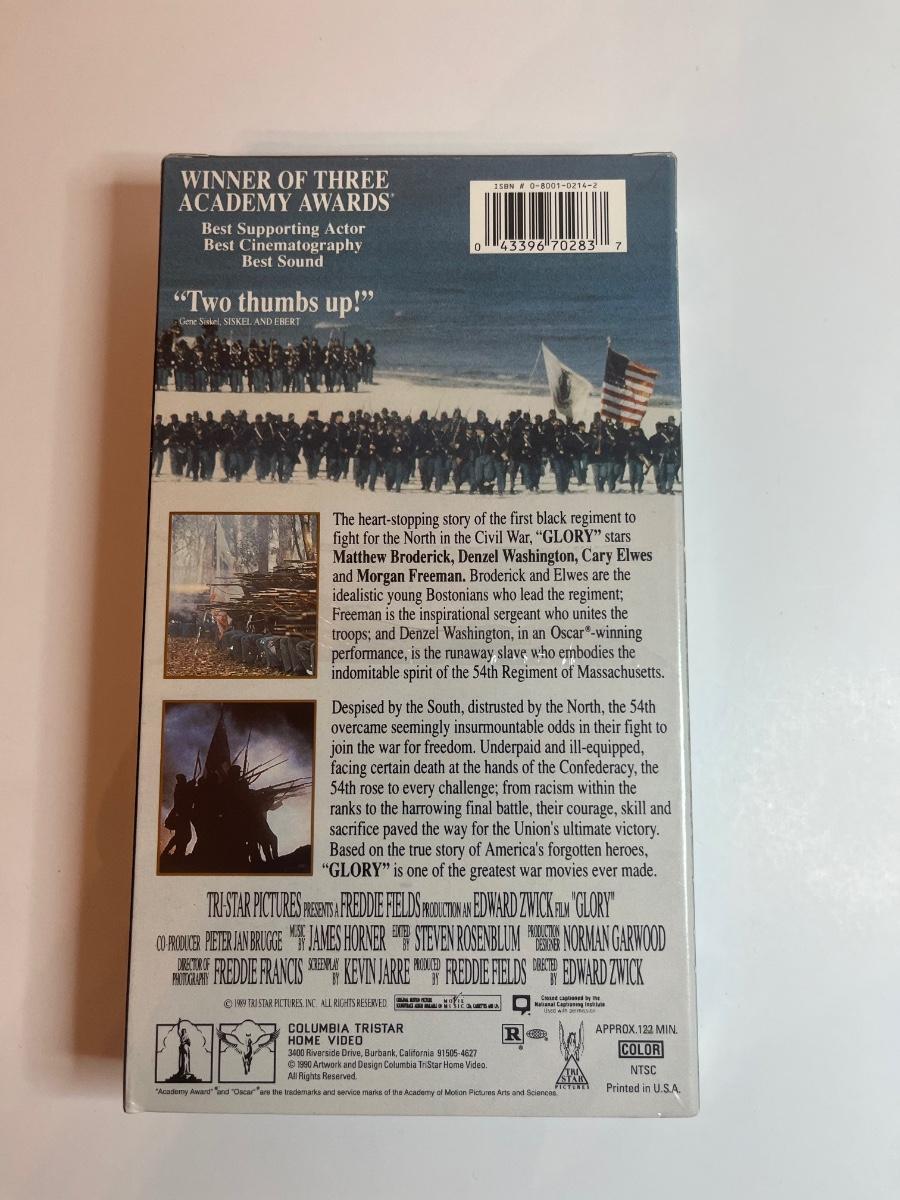 WINNER OF THREE
ACADEMY AWARDS®
Best Supporting Actor
Best Cinematography
Best Sound
ISBN # 0-8001-0214-2
0 43396 70283 7
“Two thumbs up!”
Gene Siskel, SISKEL AND EBERT
The heart-stopping story of the first black regiment to
fight for the North in the Civil War, “GLORY” stars
Matthew Broderick, Denzel Washington, Cary Elwes
and Morgan Freeman. Broderick and Elwes are the
idealistic young Bostonians who lead the regiment;
Freeman is the inspirational sergeant who unites the
troops; and Denzel Washington, in an Oscar®-winning
performance, is the runaway slave who embodies the
indomitable spirit of the 54th Regiment of Massachusetts.
Despised by the South, distrusted by the North, the 54th
overcame seemingly insurmountable odds in their fight to
join the war for freedom. Underpaid and ill-equipped,
facing certain death at the hands of the Confederacy, the
54th rose to every challenge; from racism within the
ranks to the harrowing final battle, their courage, skill and
sacrifice paved the way for the Union's ultimate victory.
Based on the true story of America's forgotten heroes,
“GLORY” is one of the greatest war movies ever made.
TRI-STAR PICTURES PRESENTS A FREDDIE FIELDS PRODUCTION AN EDWARD ZWICK FILM "GLORY"
CO-PRODUCER PIETER JAN BRUGGE MUSIC BY JAMES HORNER EDITED BY STEVEN ROSENBLUM PRODUCTION DESIGNER NORMAN GARWOOD
DIRECTOR OF PHOTOGRAPHY FREDDIE FRANCIS SCREENPLAY BY KEVIN JARRE PRODUCED BY FREDDIE FIELDS DIRECTED BY EDWARD ZWICK
© 1989 TRI STAR PICTURES, INC. ALL RIGHTS RESERVED.
ORIGINAL MOTION PICTURE
Closed captioned by the
National Captioning Institute
Used with permission
COLUMBIA TRISTAR
HOME VIDEO
3400 Riverside Drive, Burbank, California 91505-4627
© 1990 Artwork and Design Columbia TriStar Home Video.
All Rights Reserved.
R
TRI
STAR
PICTURES
APPROX. 122 MIN.
COLOR
NTSC
Printed in U.S.A.
"Academy Award"® and "Oscar"® are the trademarks and service marks of the Academy of Motion Pictures Arts and Sciences.